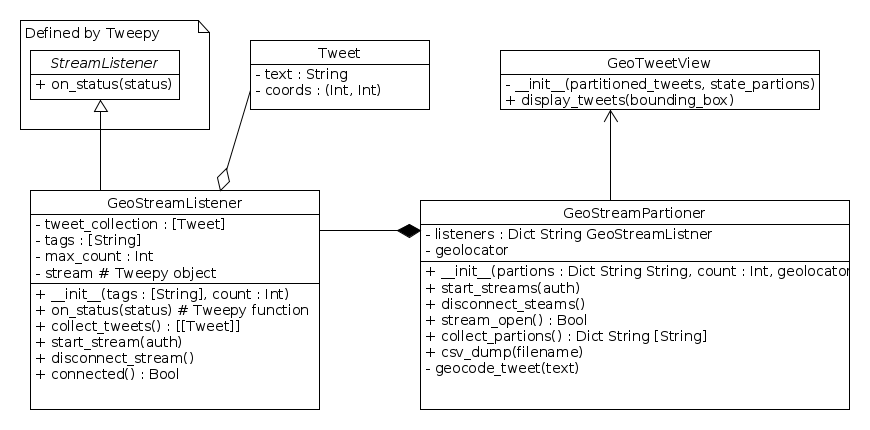 Defined by Tweepy
StreamListener
+ on_status(status)
Tweet
- text : String
- coords : (Int, Int)
GeoTweetView
- __init__(partitioned_tweets, state_partions)
+ display_tweets(bounding_box)
GeoStreamListener
- tweet_collection : [Tweet]
- tags : [String]
- max_count : Int
- stream # Tweepy object
+ __init__(tags : [String], count : Int)
+ on_status(status) # Tweepy function
+ collect_tweets() : [[Tweet]]
+ start_stream(auth)
+ disconnect_stream()
+ connected() : Bool
GeoStreamPartioner
- listeners : Dict String GeoStreamListner
- geolocator
+ __init__(partions : Dict String String, count : Int, geolocator
+ start_streams(auth)
+ disconnect_steams()
+ stream_open() : Bool
+ collect_partions() : Dict String [String]
+ csv_dump(filename)
- geocode_tweet(text)